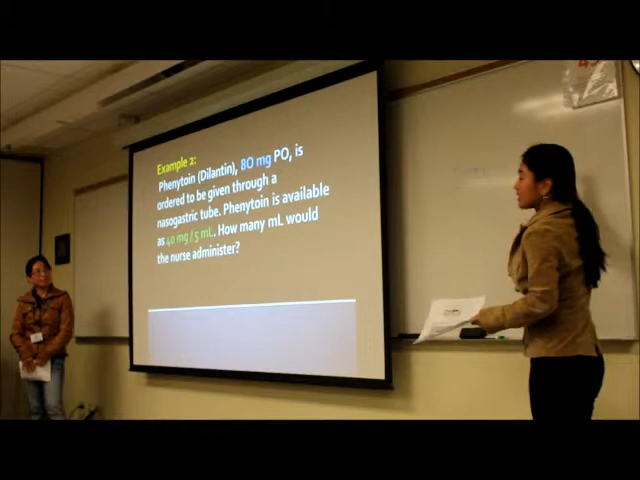 Example 2:
Phenytoin (Dilantin), 80 mg PO, is
ordered to be given through a
nasogastric tube. Phenytoin is available
as 40 mg / 5 mL. How many mL would
the nurse administer?